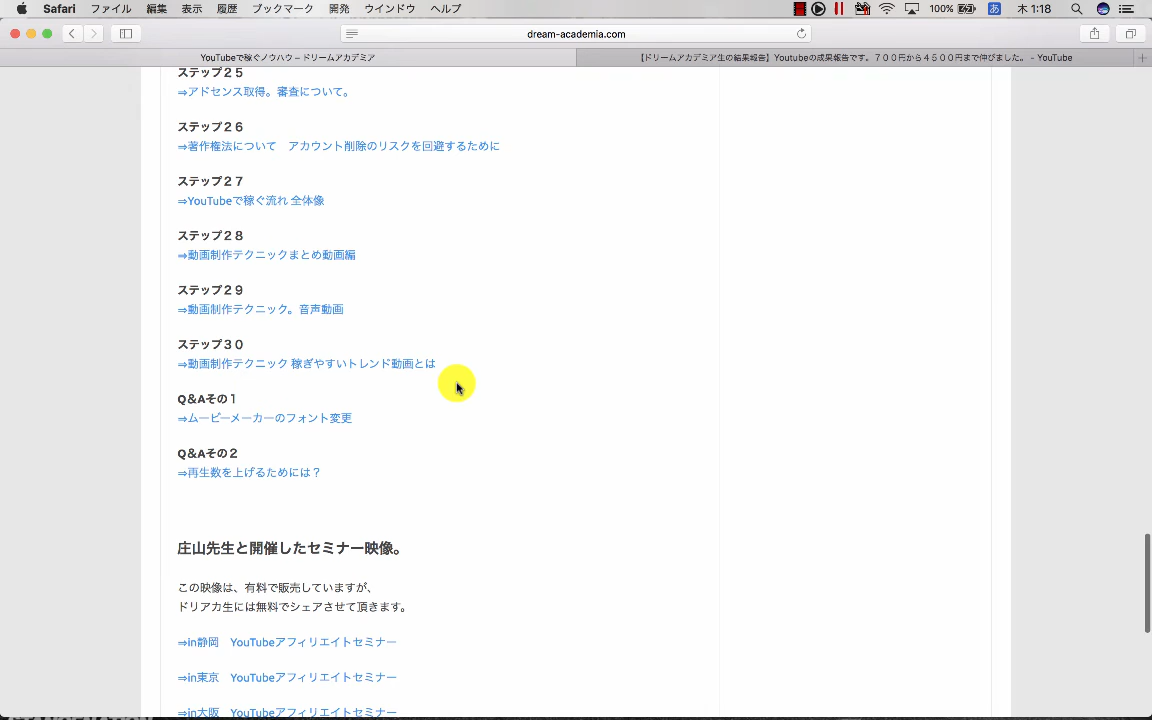 Safari ファイル 編集 表示 履歴 ブックマーク 開発 ウインドウ ヘルプ 100% あ 木1:18
dream-academia.com
YouTubeで稼ぐノウハウ – ドリームアカデミア
【ドリームアカデミア生の結果報告】Youtubeの成果報告です。７００円から４５００円まで伸びました。 - YouTube
ステップ２５
⇒アドセンス取得。審査について。
ステップ２６
⇒著作権法について　アカウント削除のリスクを回避するために
ステップ２７
⇒YouTubeで稼ぐ流れ 全体像
ステップ２８
⇒動画制作テクニックまとめ動画編
ステップ２９
⇒動画制作テクニック。音声動画
ステップ３０
⇒動画制作テクニック 稼ぎやすいトレンド動画とは
Q&Aその１
⇒ムービーメーカーのフォント変更
Q&Aその２
⇒再生数を上げるためには？
庄山先生と開催したセミナー映像。
この映像は、有料で販売していますが、
ドリアカ生には無料でシェアさせて頂きます。
⇒in静岡　YouTubeアフィリエイトセミナー
⇒in東京　YouTubeアフィリエイトセミナー
⇒in大阪　YouTubeアフィリエイトセミナー